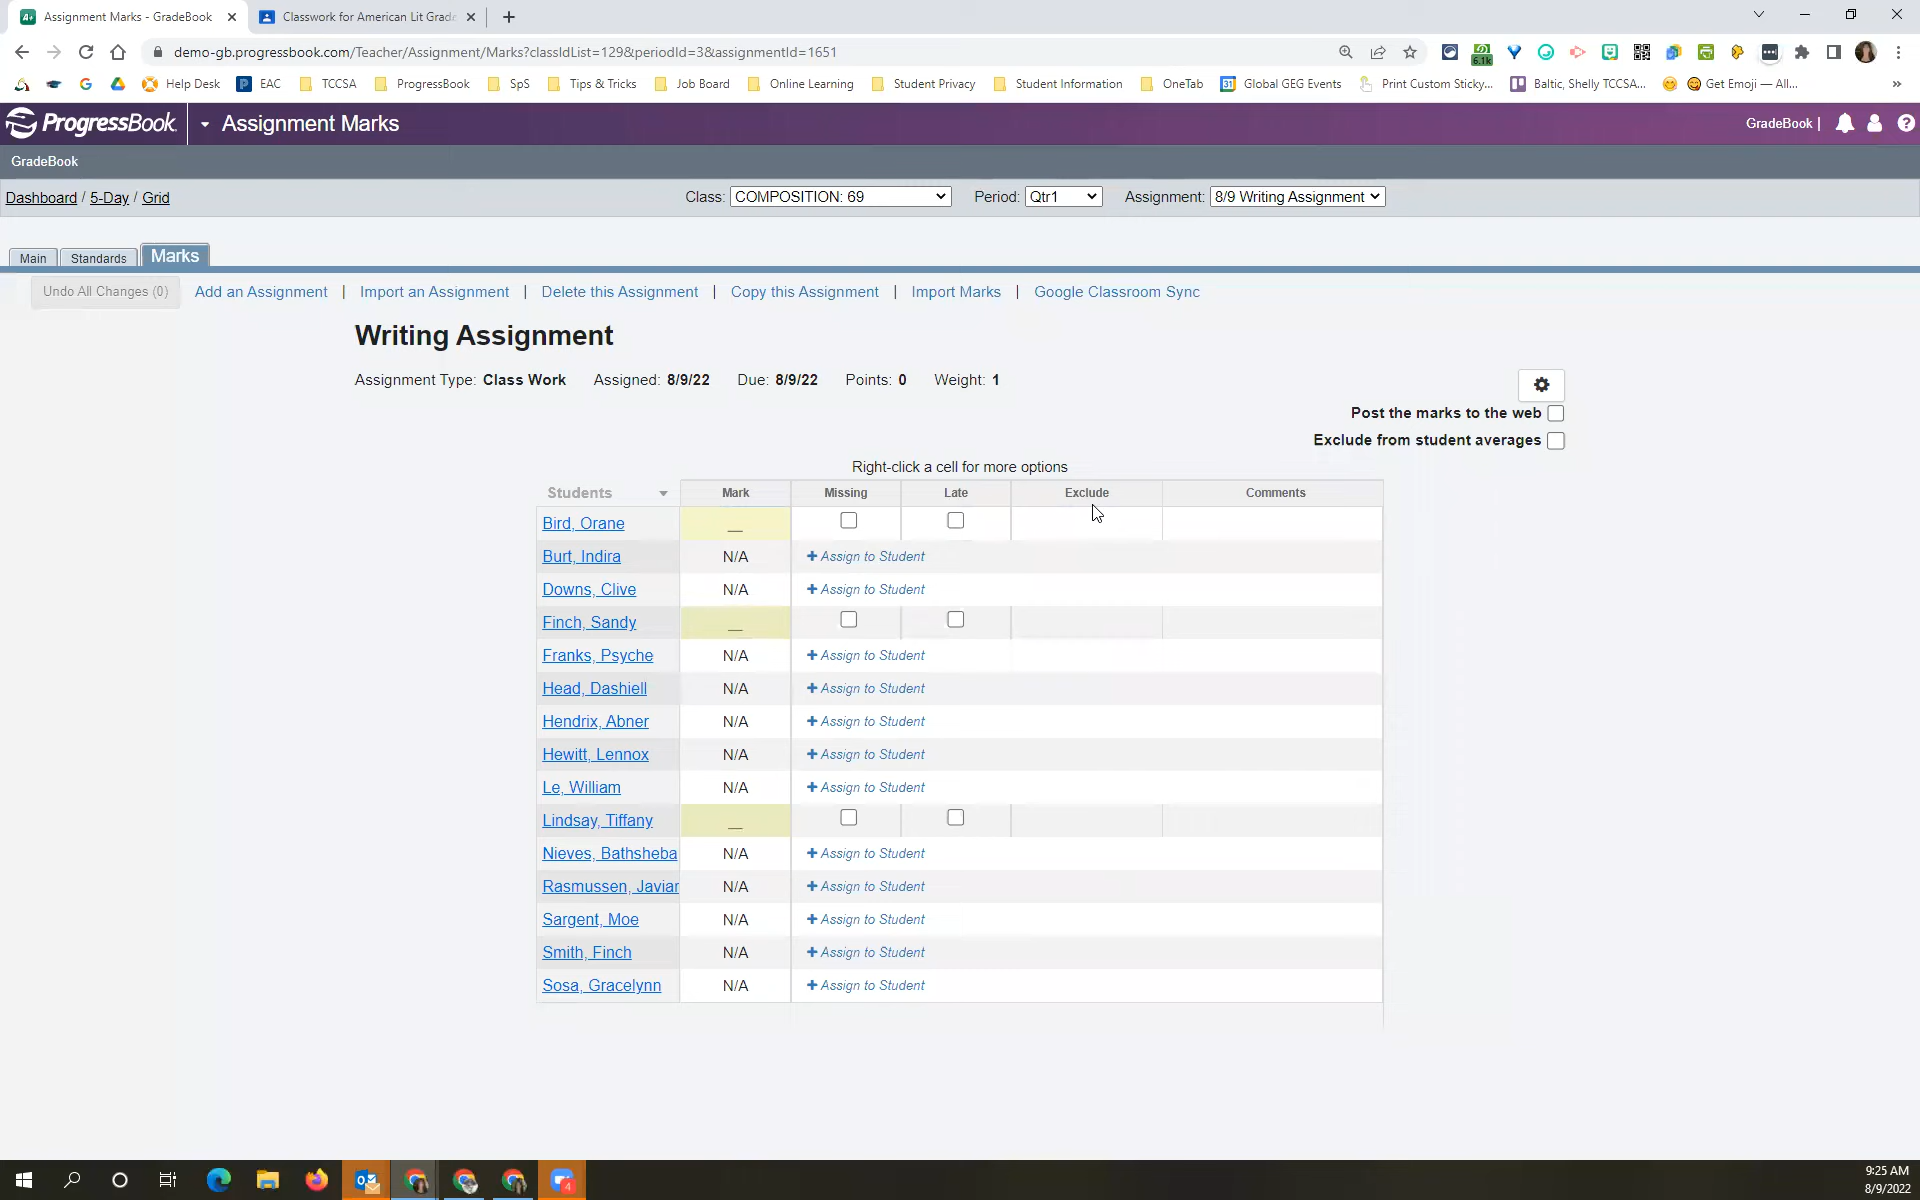 Assignment Marks - GradeBook
Classwork for American Lit Grade
demo-gb.progressbook.com/Teacher/Assignment/Marks?classIdList=129&periodId=3&assignmentId=1651
6.1k
Help Desk EAC TCCSA ProgressBook SpS Tips & Tricks Job Board Online Learning Student Privacy Student Information OneTab Global GEG Events Print Custom Sticky... Baltic, Shelly TCCSA... Get Emoji — All... »
ProgressBook Assignment Marks GradeBook | ?
GradeBook
Dashboard / 5-Day / Grid Class: COMPOSITION: 69 Period: Qtr1 Assignment: 8/9 Writing Assignment
Main Standards Marks
Undo All Changes (0) Add an Assignment | Import an Assignment | Delete this Assignment | Copy this Assignment | Import Marks | Google Classroom Sync
Writing Assignment
Assignment Type: Class Work Assigned: 8/9/22 Due: 8/9/22 Points: 0 Weight: 1
Post the marks to the web
Exclude from student averages
Right-click a cell for more options
Students Mark Missing Late Exclude Comments
Bird, Orane __
Burt, Indira N/A + Assign to Student
Downs, Clive N/A + Assign to Student
Finch, Sandy __
Franks, Psyche N/A + Assign to Student
Head, Dashiell N/A + Assign to Student
Hendrix, Abner N/A + Assign to Student
Hewitt, Lennox N/A + Assign to Student
Le, William N/A + Assign to Student
Lindsay, Tiffany __
Nieves, Bathsheba N/A + Assign to Student
Rasmussen, Javiar N/A + Assign to Student
Sargent, Moe N/A + Assign to Student
Smith, Finch N/A + Assign to Student
Sosa, Gracelynn N/A + Assign to Student
9:25 AM
8/9/2022